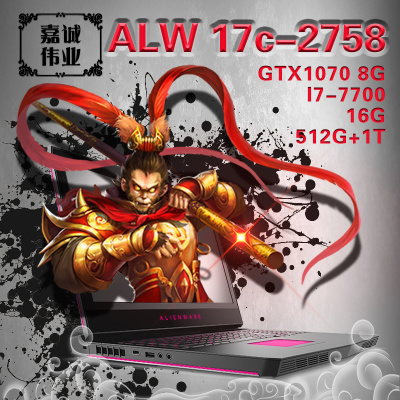 嘉诚
伟业
ALW 17c-2758
GTX1070 8G
I7-7700
16G
512G+1T
ALIENWARE